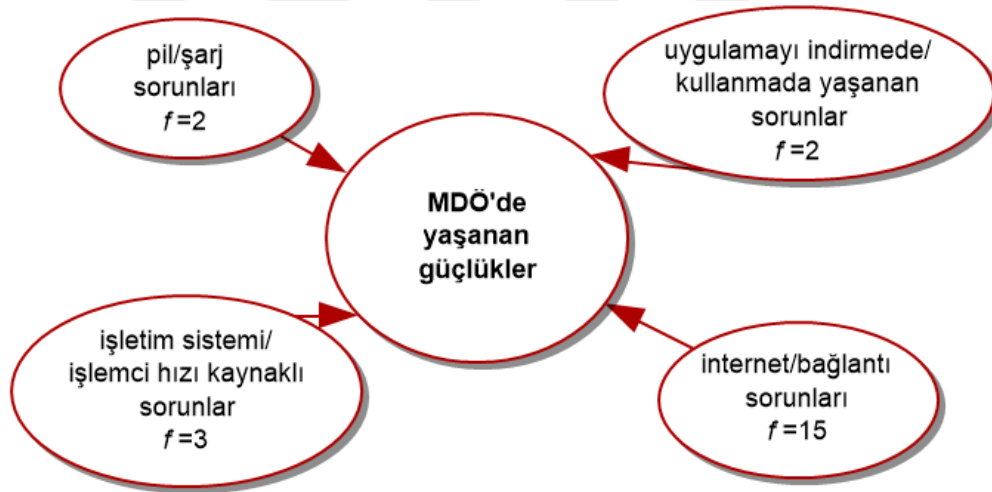 pil/şarj
sorunları
f =2
uygulamayı indirmede/
kullanmada yaşanan
sorunlar
f =2
MDÖ'de
yaşanan
güçlükler
işletim sistemi/
işlemci hızı kaynaklı
sorunlar
f =3
internet/bağlantı
sorunları
f =15